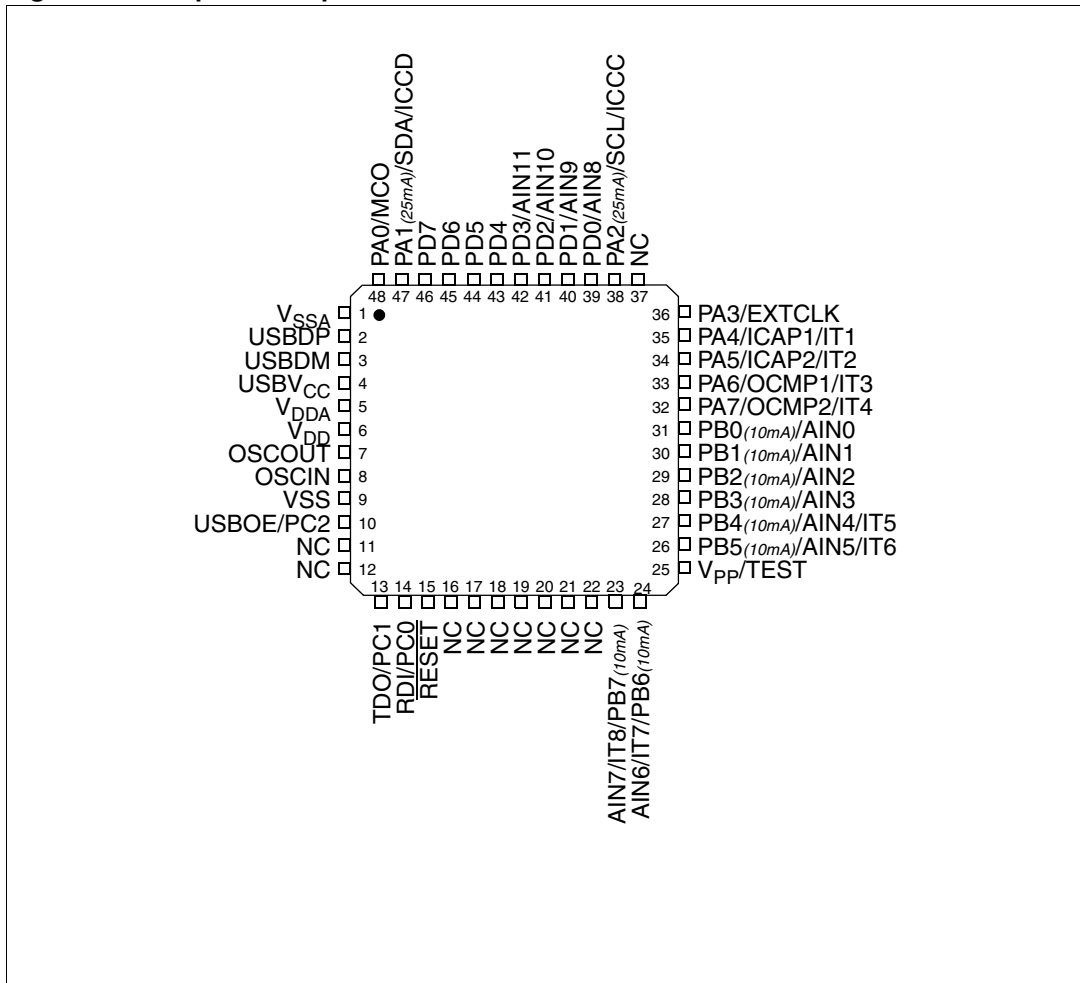 PA0/MCO
PA1(25mA)/SDA/ICCD
PD7
PD6
PD5
PD4
PD3/AIN11
PD2/AIN10
PD1/AIN9
PD0/AIN8
PA2(25mA)/SCL/ICCC
NC
48 47 46 45 44 43 42 41 40 39 38 37
VSSA 1
USBDP 2
USBDM 3
USBVCC 4
VDDA 5
VDD 6
OSCOUT 7
OSCIN 8
VSS 9
USBOE/PC2 10
NC 11
NC 12
36 PA3/EXTCLK
35 PA4/ICAP1/IT1
34 PA5/ICAP2/IT2
33 PA6/OCMP1/IT3
32 PA7/OCMP2/IT4
31 PB0(10mA)/AIN0
30 PB1(10mA)/AIN1
29 PB2(10mA)/AIN2
28 PB3(10mA)/AIN3
27 PB4(10mA)/AIN4/IT5
26 PB5(10mA)/AIN5/IT6
25 VPP/TEST
13 14 15 16 17 18 19 20 21 22 23 24
TDO/PC1
RDI/PC0
RESET
NC
NC
NC
NC
NC
NC
NC
AIN7/IT8/PB7(10mA)
AIN6/IT7/PB6(10mA)